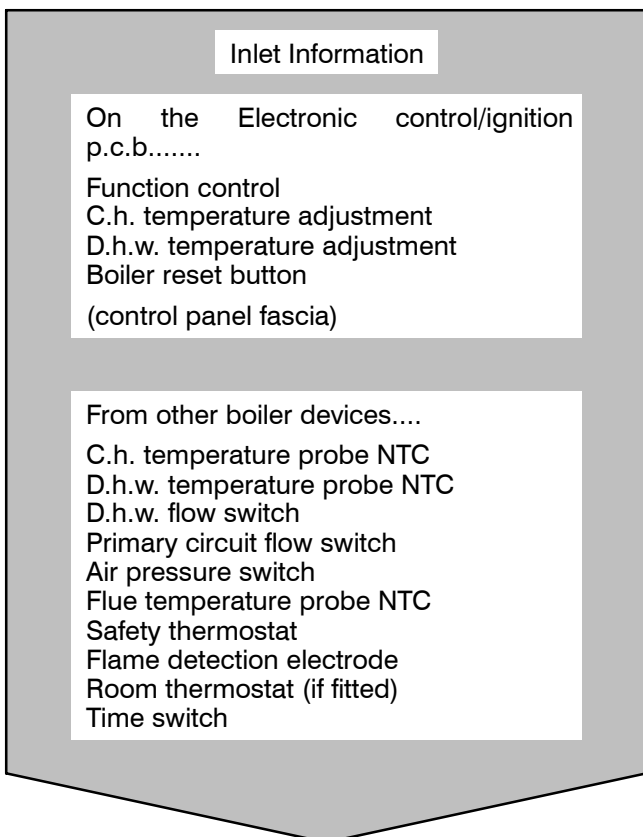 Inlet Information
On the Electronic control/ignition
p.c.b.......
Function control
C.h. temperature adjustment
D.h.w. temperature adjustment
Boiler reset button
(control panel fascia)
From other boiler devices....
C.h. temperature probe NTC
D.h.w. temperature probe NTC
D.h.w. flow switch
Primary circuit flow switch
Air pressure switch
Flue temperature probe NTC
Safety thermostat
Flame detection electrode
Room thermostat (if fitted)
Time switch